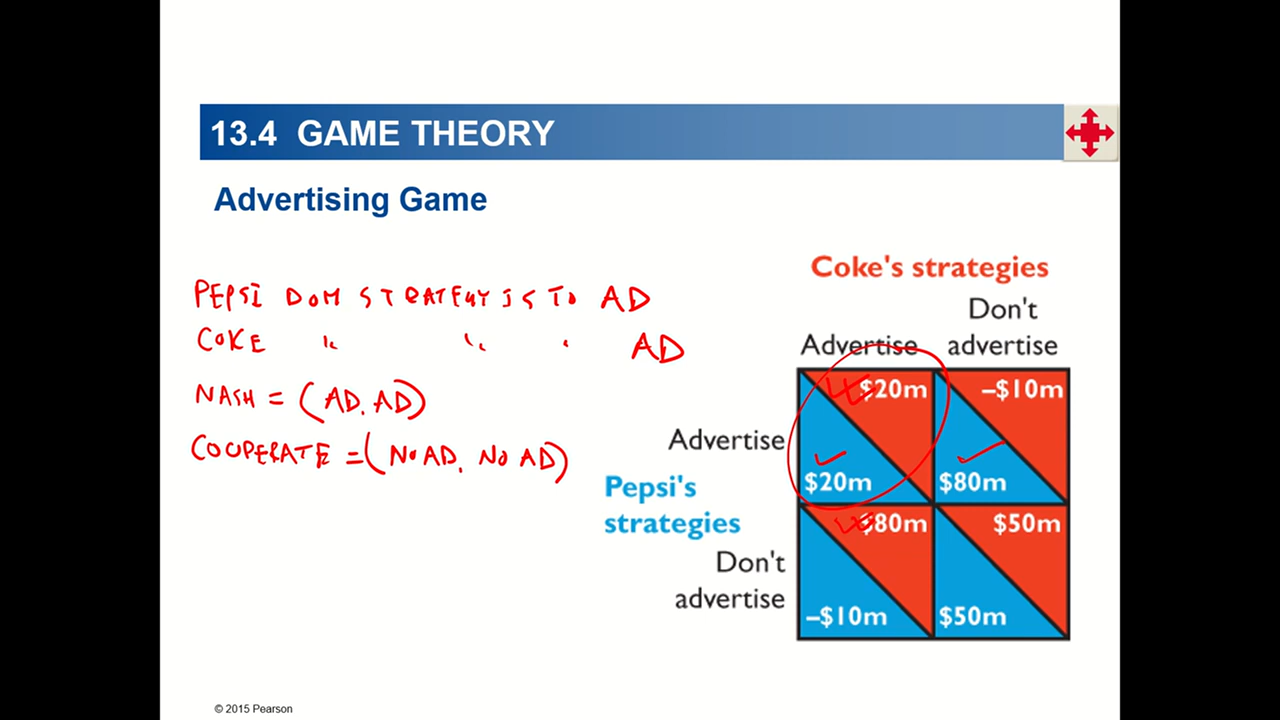 13.4 GAME THEORY
Advertising Game
PEPSI DOM STRATEGY IS TO AD
COKE " " " AD
NASH = (AD, AD)
COOPERATE = (NO AD, NO AD)
Coke's strategies
Don't
Advertise advertise
$20m -$10m
Advertise
$20m $80m
Pepsi's
strategies
$80m $50m
Don't
advertise
-$10m $50m
© 2015 Pearson